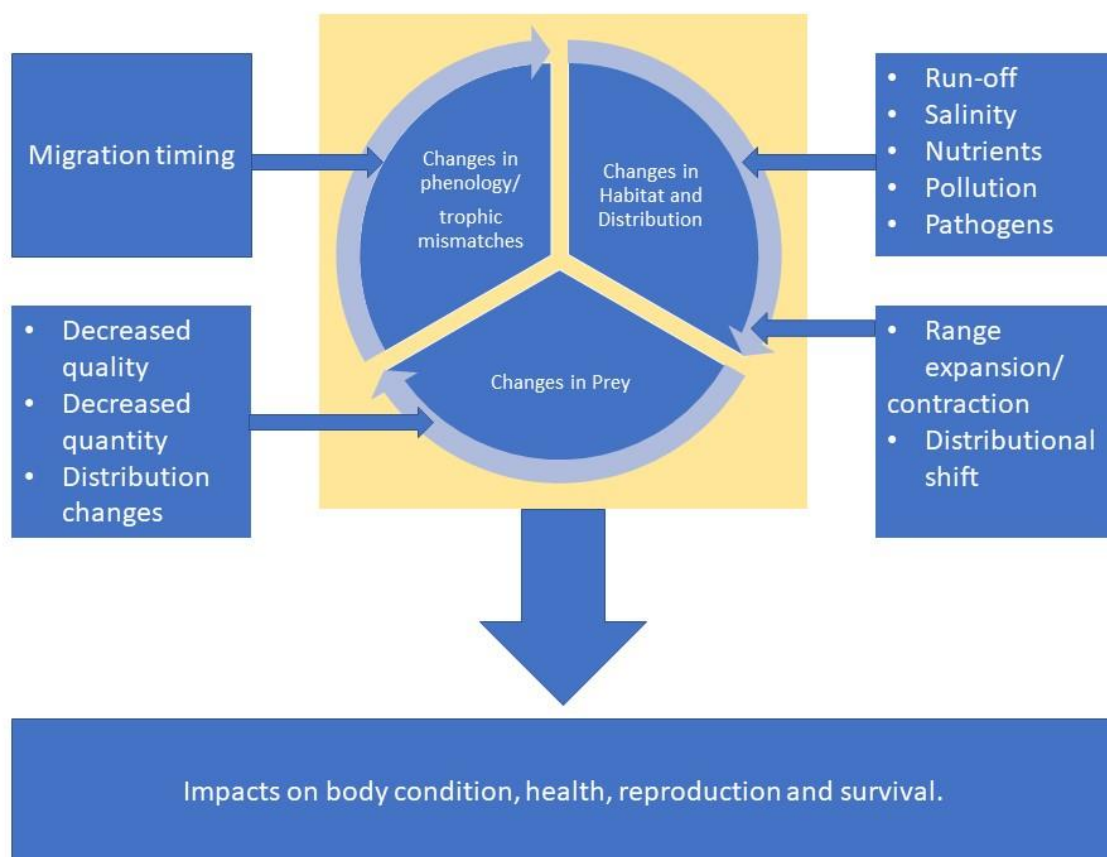 Migration timing
Changes in
phenology/
trophic
mismatches
Changes in
Habitat and
Distribution
• Run-off
• Salinity
• Nutrients
• Pollution
• Pathogens
• Decreased
quality
• Decreased
quantity
• Distribution
changes
Changes in Prey
• Range
expansion/
contraction
• Distributional
shift
Impacts on body condition, health, reproduction and survival.